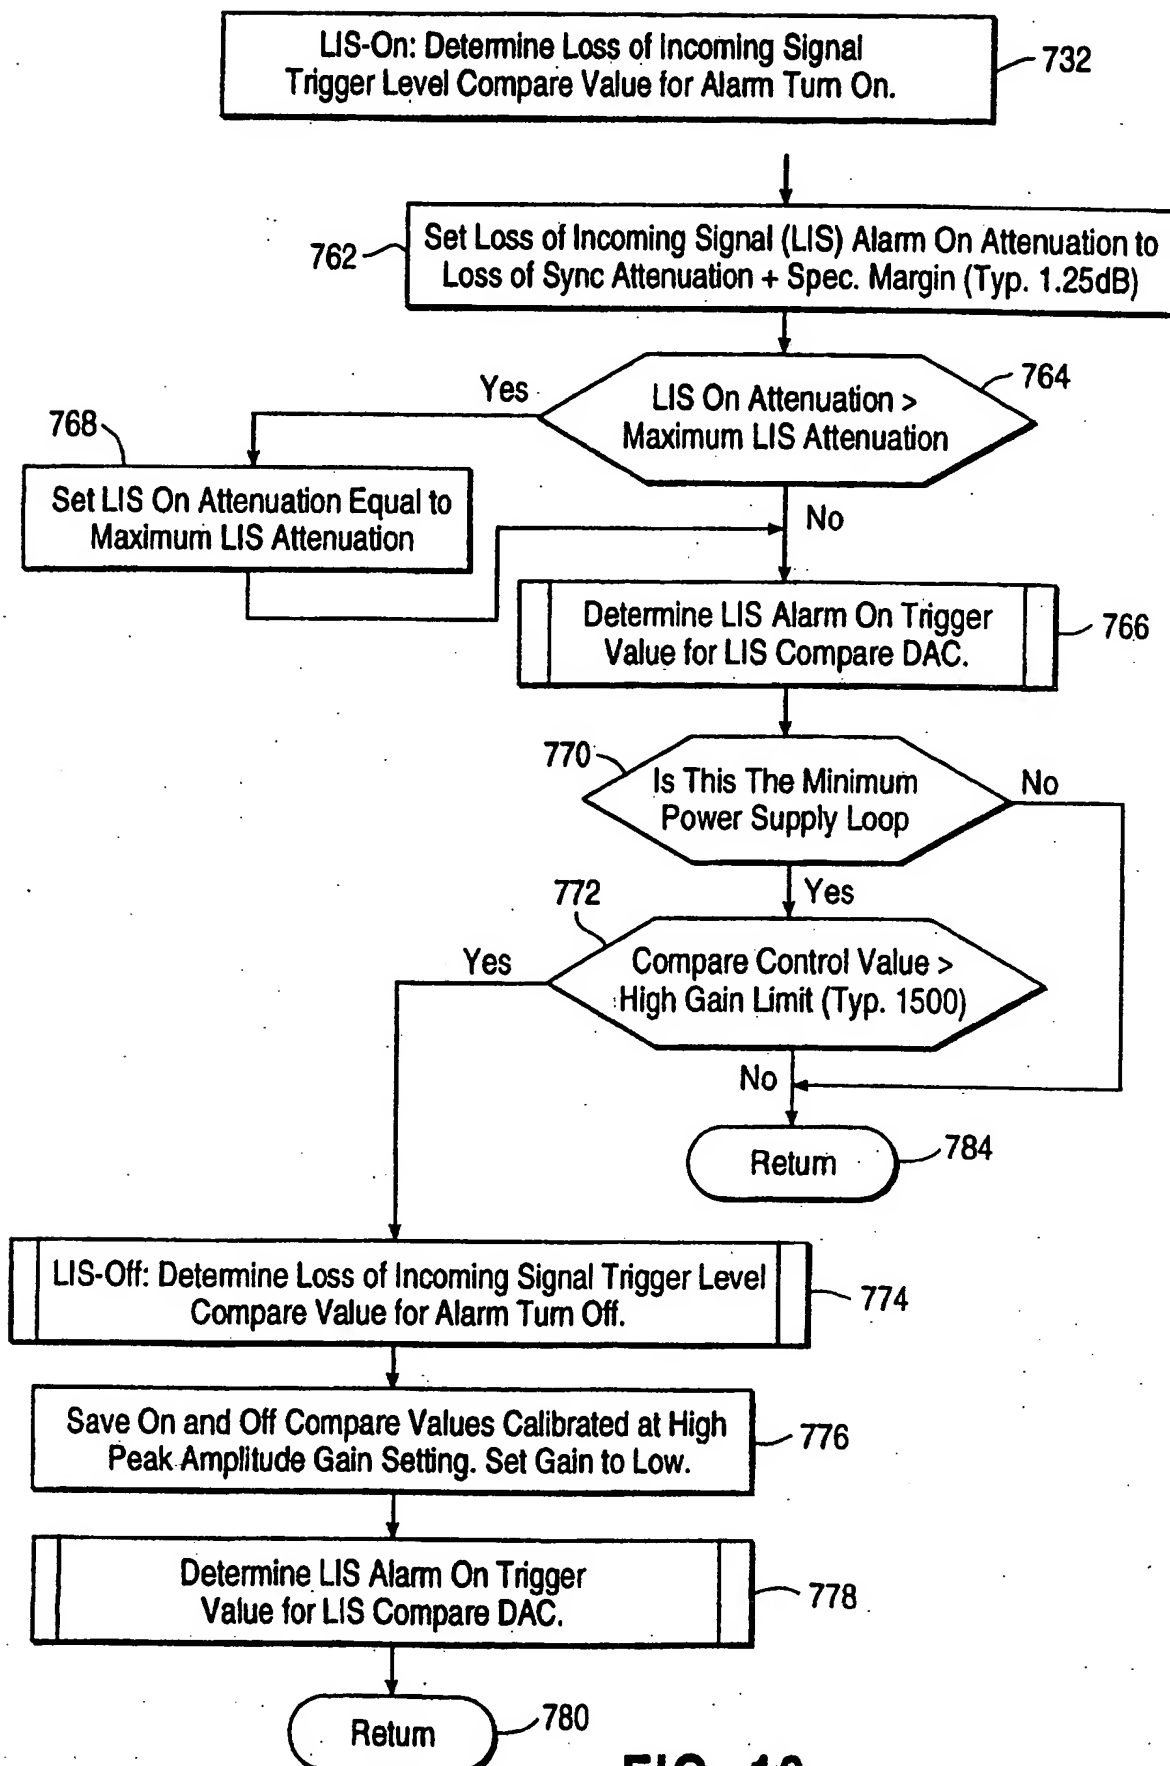 LIS-On: Determine Loss of Incoming Signal
Trigger Level Compare Value for Alarm Turn On.
732
762
Set Loss of Incoming Signal (LIS) Alarm On Attenuation to
Loss of Sync Attenuation + Spec. Margin (Typ. 1.25dB)
Yes
764
LIS On Attenuation >
Maximum LIS Attenuation
768
Set LIS On Attenuation Equal to
Maximum LIS Attenuation
No
Determine LIS Alarm On Trigger
Value for LIS Compare DAC.
766
770
Is This The Minimum
Power Supply Loop
No
772
Yes
Yes
Compare Control Value >
High Gain Limit (Typ. 1500)
No
Return
784
LIS-Off: Determine Loss of Incoming Signal Trigger Level
Compare Value for Alarm Turn Off.
774
Save On and Off Compare Values Calibrated at High
Peak Amplitude Gain Setting. Set Gain to Low.
776
Determine LIS Alarm On Trigger
Value for LIS Compare DAC.
778
Return
780